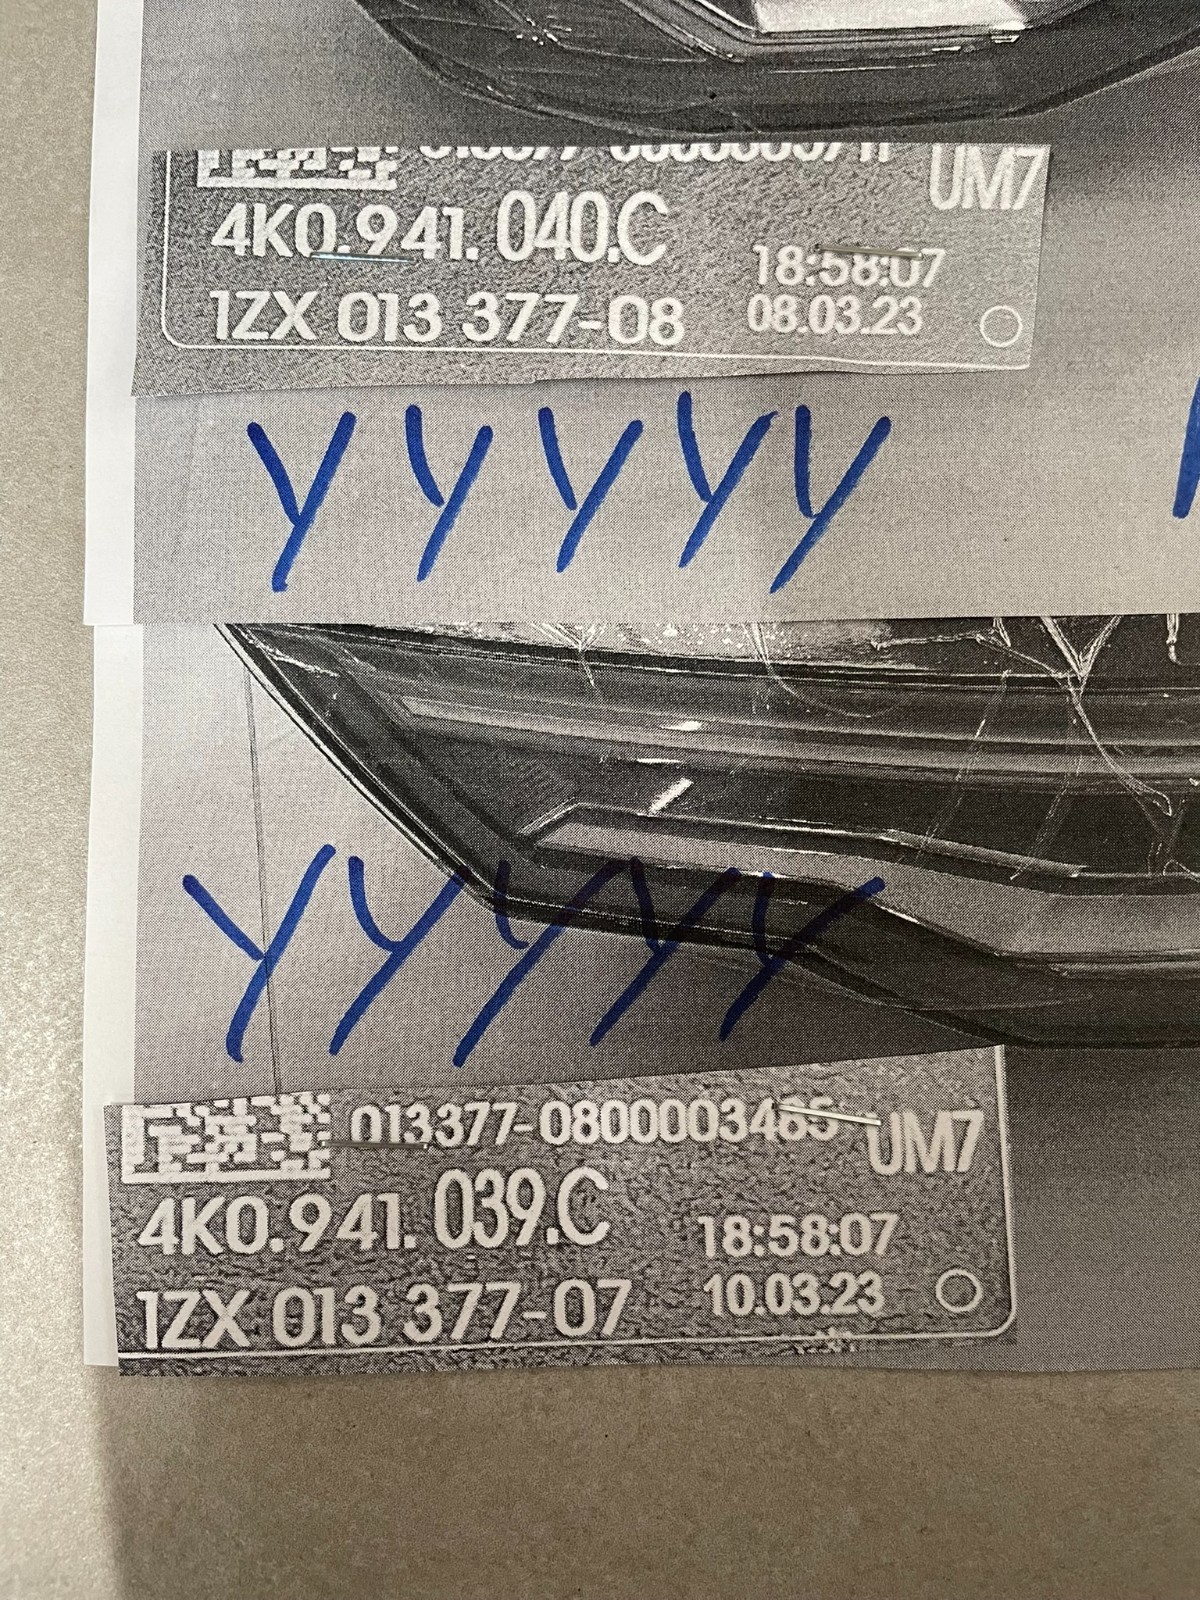 UM7
4K0.941.040.C
18:58:07
1ZX 013 377-08
08.03.23
YYYYY
YYYYY
013377-0800003485
UM7
4K0.941.039.C
18:58:07
1ZX 013 377-07
10.03.23